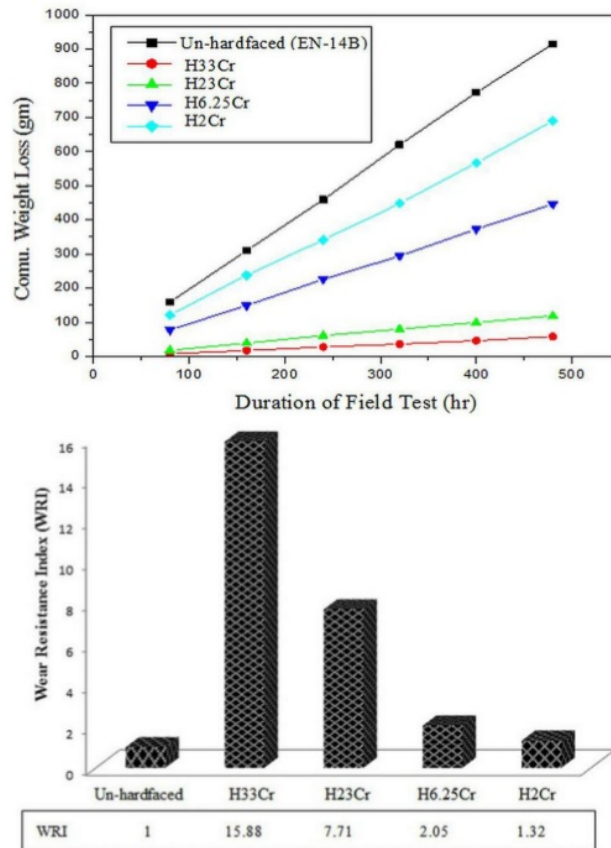 1000
900
800
700
600
500
400
300
200
100
0
Comu. Weight Loss (gm)
Un-hardfaced (EN-14B)
H33Cr
H23Cr
H6.25Cr
H2Cr
0 100 200 300 400 500
Duration of Field Test (hr)
16
14
12
10
8
6
4
2
0
Wear Resistance Index (WRI)
Un-hardfaced H33Cr H23Cr H6.25Cr H2Cr
WRI 1 15.88 7.71 2.05 1.32